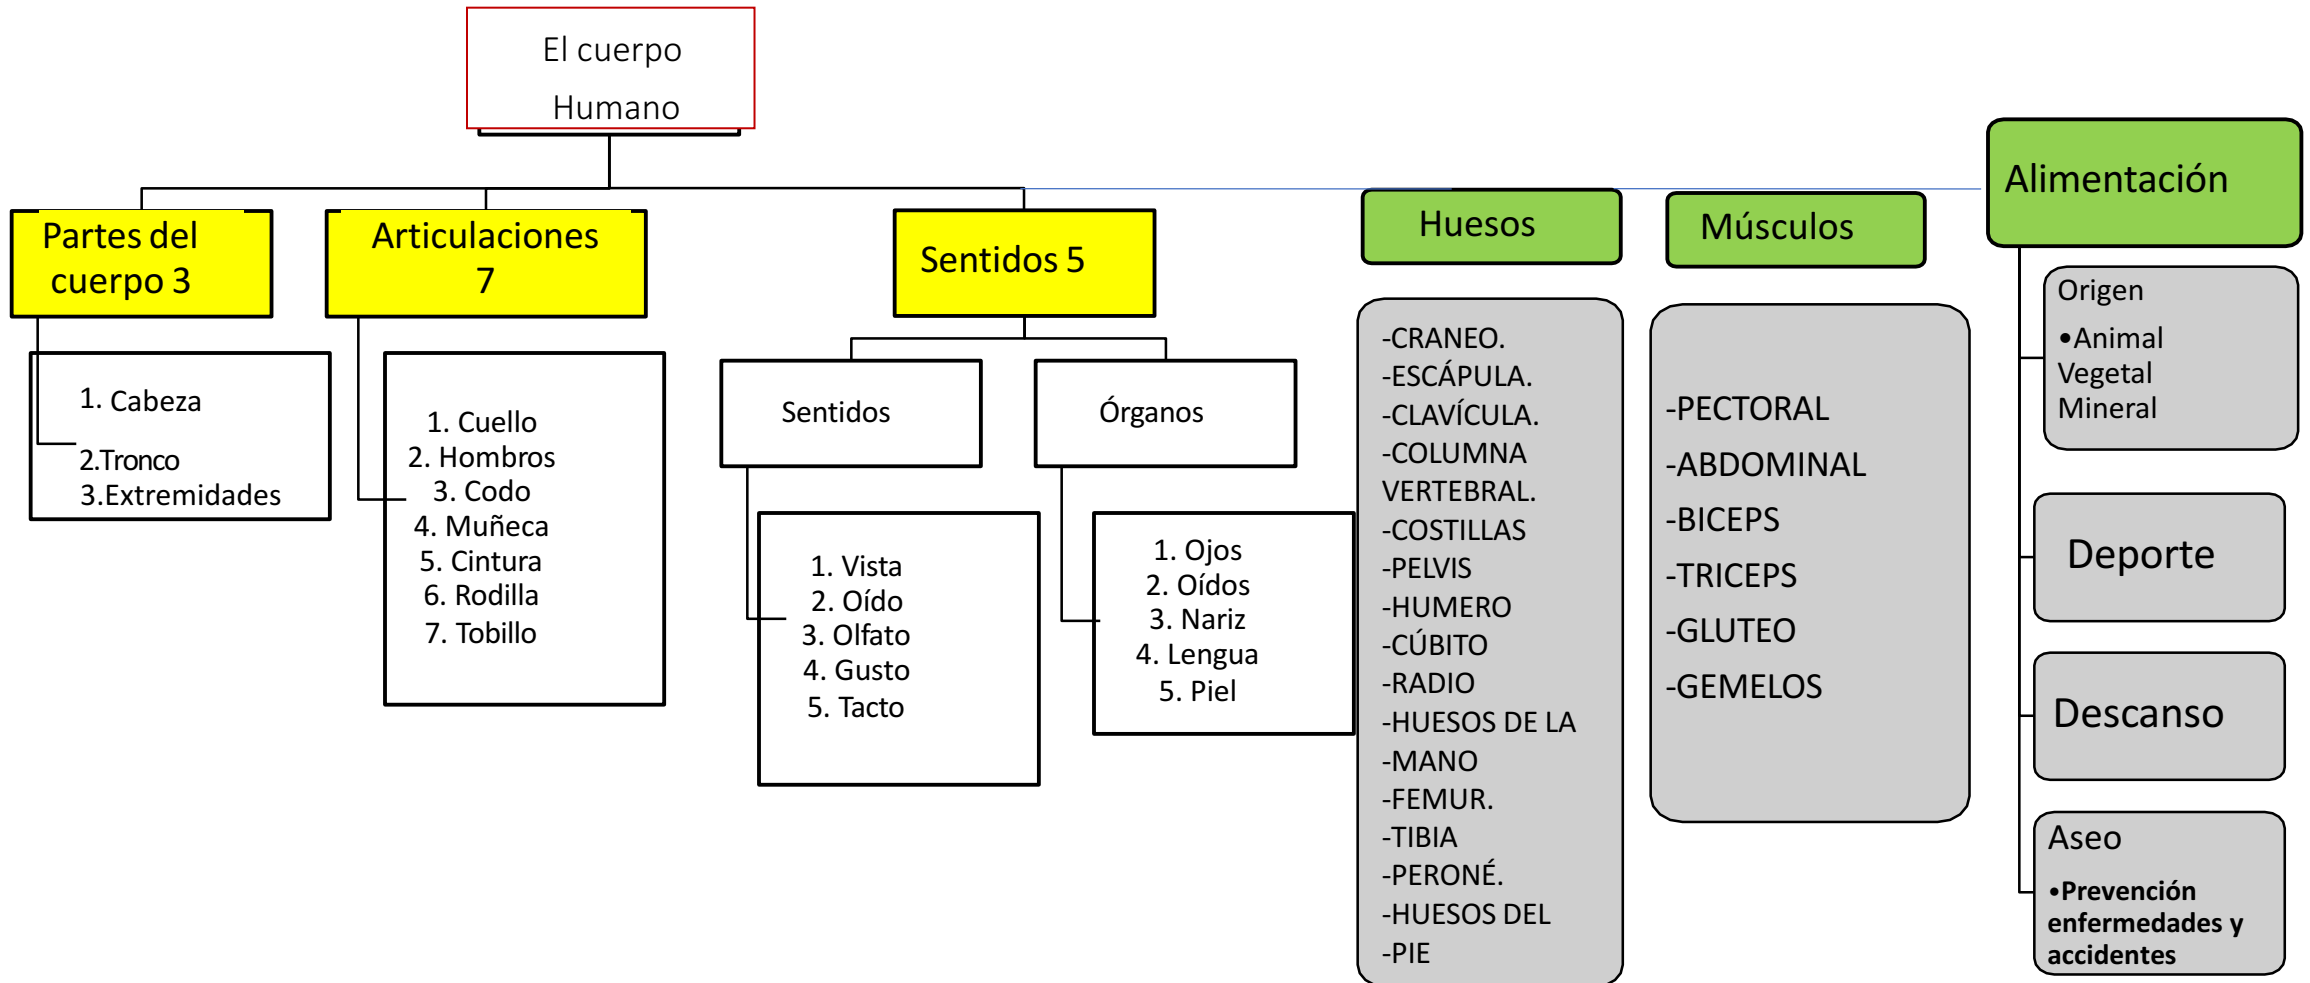 El cuerpo
Humano
Partes del
cuerpo 3
1. Cabeza
2.Tronco
3.Extremidades
Articulaciones
7
1. Cuello
2. Hombros
3. Codo
4. Muñeca
5. Cintura
6. Rodilla
7. Tobillo
Sentidos 5
Sentidos
1. Vista
2. Oído
3. Olfato
4. Gusto
5. Tacto
Órganos
1. Ojos
2. Oídos
3. Nariz
4. Lengua
5. Piel
Huesos
-CRANEO.
-ESCÁPULA.
-CLAVÍCULA.
-COLUMNA
VERTEBRAL.
-COSTILLAS
-PELVIS
-HUMERO
-CÚBITO
-RADIO
-HUESOS DE LA
-MANO
-FEMUR.
-TIBIA
-PERONÉ.
-HUESOS DEL
-PIE
Músculos
-PECTORAL
-ABDOMINAL
-BICEPS
-TRICEPS
-GLUTEO
-GEMELOS
Alimentación
Origen
•Animal
Vegetal
Mineral
Deporte
Descanso
Aseo
•Prevención
enfermedades y
accidentes